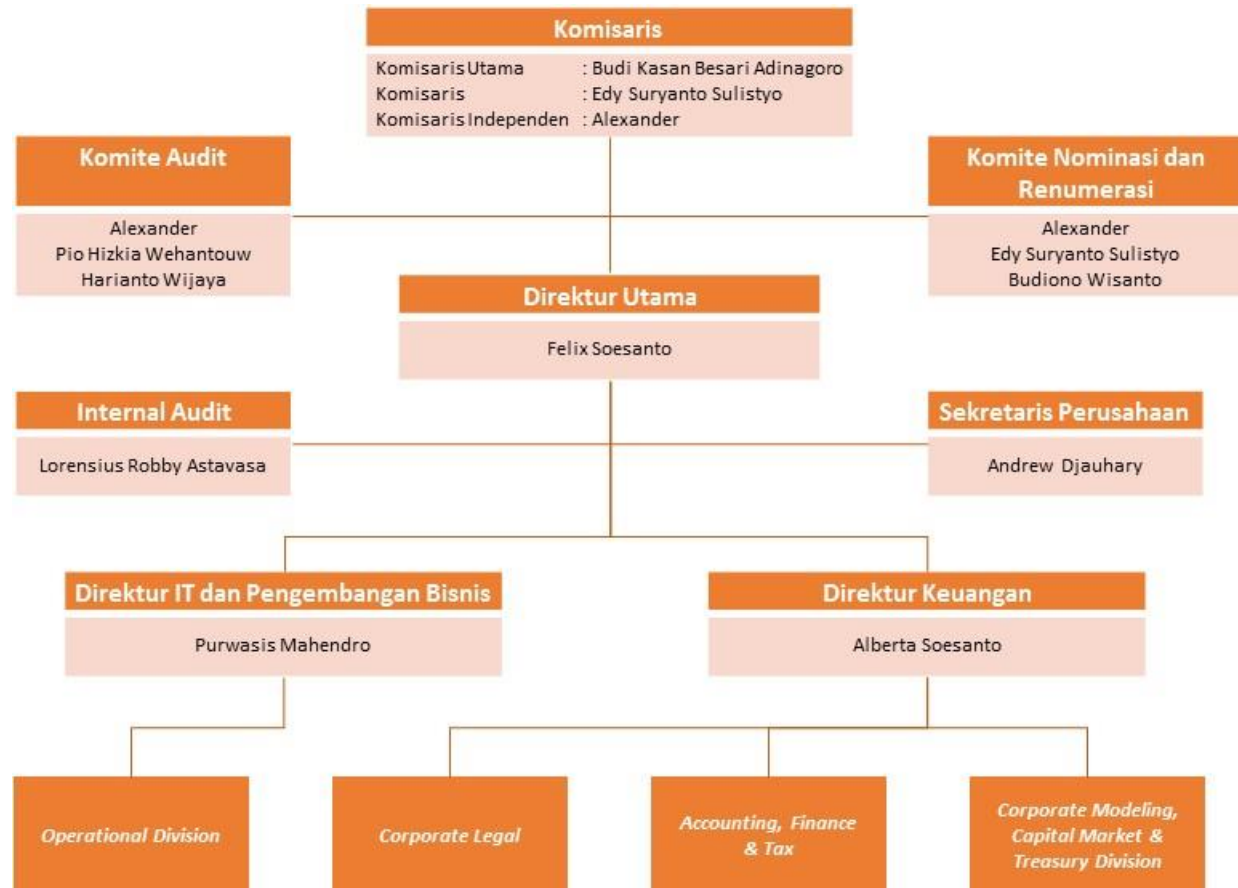 Komisaris
Komisaris Utama : Budi Kasan Besari Adinagoro
Komisaris : Edy Suryanto Sulistyo
Komisaris Independen : Alexander
Komite Audit
Alexander
Pio Hizkia Wehantouw
Harianto Wijaya
Komite Nominasi dan
Renumerasi
Alexander
Edy Suryanto Sulistyo
Budiono Wisanto
Direktur Utama
Felix Soesanto
Internal Audit
Lorensius Robby Astavasa
Sekretaris Perusahaan
Andrew Djauhary
Direktur IT dan Pengembangan Bisnis
Purwasis Mahendro
Direktur Keuangan
Alberta Soesanto
Operational Division
Corporate Legal
Accounting, Finance
& Tax
Corporate Modeling,
Capital Market &
Treasury Division